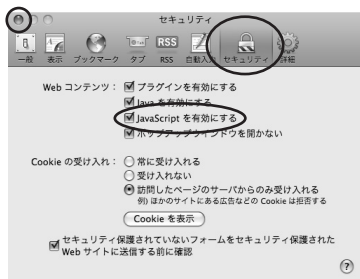 セキュリティ
一般 表示 ブックマーク タブ RSS 自動入力 セキュリティ 詳細
Web コンテンツ： プラグインを有効にする
Java を有効にする
JavaScript を有効にする
ポップアップウインドウを開かない
Cookie の受け入れ： 常に受け入れる
受け入れない
訪問したページのサーバからのみ受け入れる
例) ほかのサイトにある広告などの Cookie は拒否する
Cookie を表示
セキュリティ保護されていないフォームをセキュリティ保護された
Web サイトに送信する前に確認
?